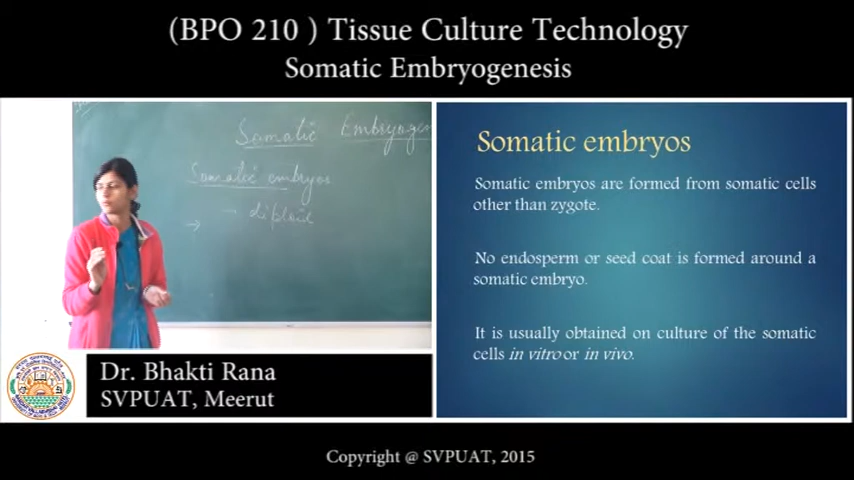 (BPO 210 ) Tissue Culture Technology
Somatic Embryogenesis
Somatic Embryogen
Somatic embryos
→ diploid
→
Somatic embryos
Somatic embryos are formed from somatic cells
other than zygote.
No endosperm or seed coat is formed around a
somatic embryo.
It is usually obtained on culture of the somatic
cells in vitro or in vivo.
Dr. Bhakti Rana
SVPUAT, Meerut
Copyright @ SVPUAT, 2015